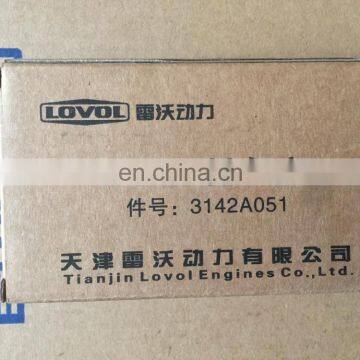 LOVOL 雷沃动力
en.china.cn
件号: 3142A051
天津雷沃动力有限公司
Tianjin Lovol Engines Co.,Ltd.